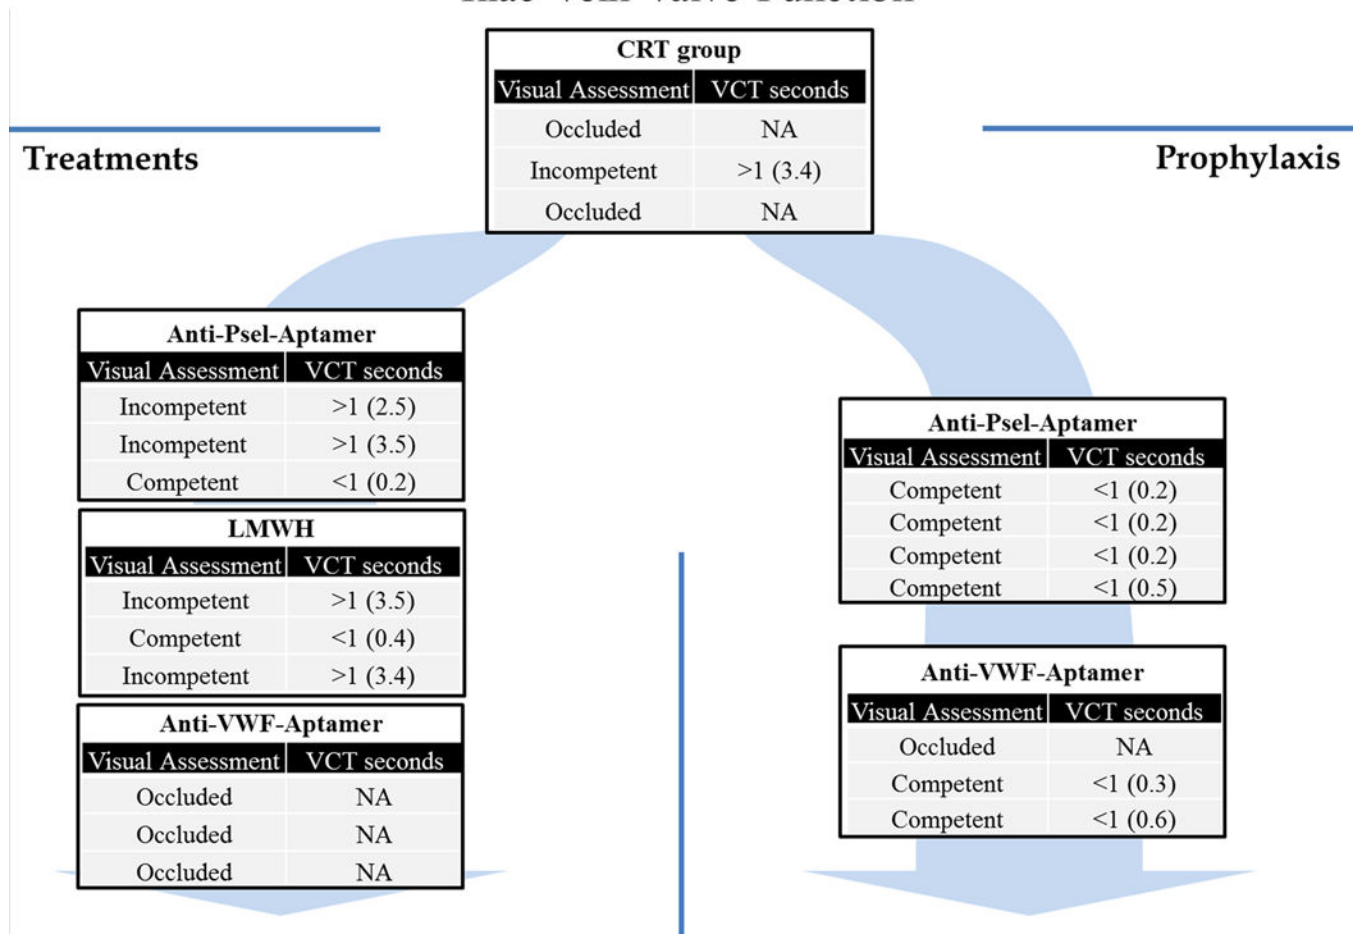 Iliac Vein Valve Function
CRT group
Visual Assessment VCT seconds
Occluded NA
Incompetent >1 (3.4)
Occluded NA
Treatments
Anti-Psel-Aptamer
Visual Assessment VCT seconds
Incompetent >1 (2.5)
Incompetent >1 (3.5)
Competent <1 (0.2)
LMWH
Visual Assessment VCT seconds
Incompetent >1 (3.5)
Competent <1 (0.4)
Incompetent >1 (3.4)
Anti-VWF-Aptamer
Visual Assessment VCT seconds
Occluded NA
Occluded NA
Occluded NA
Prophylaxis
Anti-Psel-Aptamer
Visual Assessment VCT seconds
Competent <1 (0.2)
Competent <1 (0.2)
Competent <1 (0.2)
Competent <1 (0.5)
Anti-VWF-Aptamer
Visual Assessment VCT seconds
Occluded NA
Competent <1 (0.3)
Competent <1 (0.6)